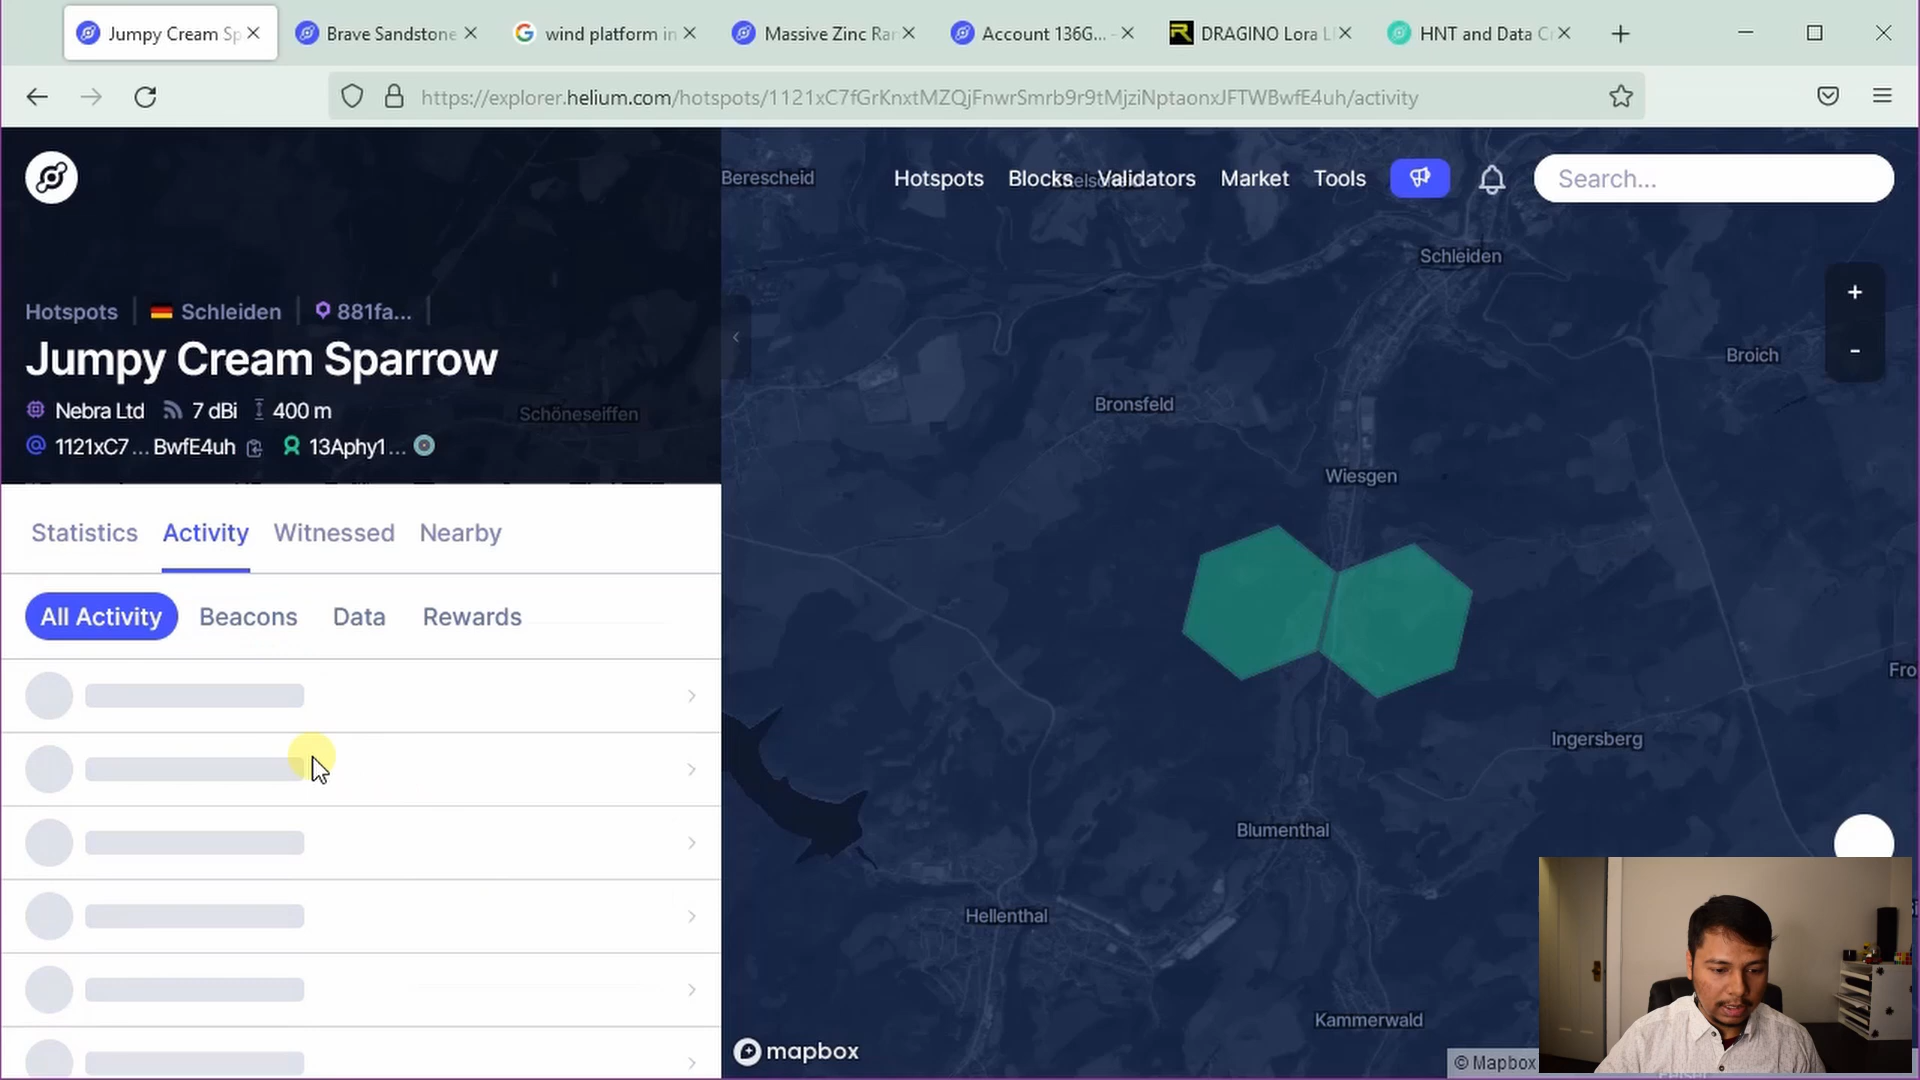 Jumpy Cream Sp
Brave Sandstone
wind platform in
Massive Zinc Ran
Account 136G... -
DRAGINO Lora L
HNT and Data C
https://explorer.helium.com/hotspots/1121xC7fGrKnxtMZQjFnwrSmrb9r9tMjziNptaonxJFTWBwfE4uh/activity
Berescheid
Hotspots Blocks Validators Market Tools
Search...
Schleiden
Hotspots | Schleiden | 881fa... |
Jumpy Cream Sparrow
Nebra Ltd 7 dBi 400 m
1121xC7 ... BwfE4uh 13Aphy1 ...
Schöneseiffen
Broich
Bronsfeld
Wiesgen
Statistics Activity Witnessed Nearby
All Activity Beacons Data Rewards
+
-
Fro
Ingersberg
Blumenthal
Hellenthal
Kammerwald
mapbox
© Mapbox